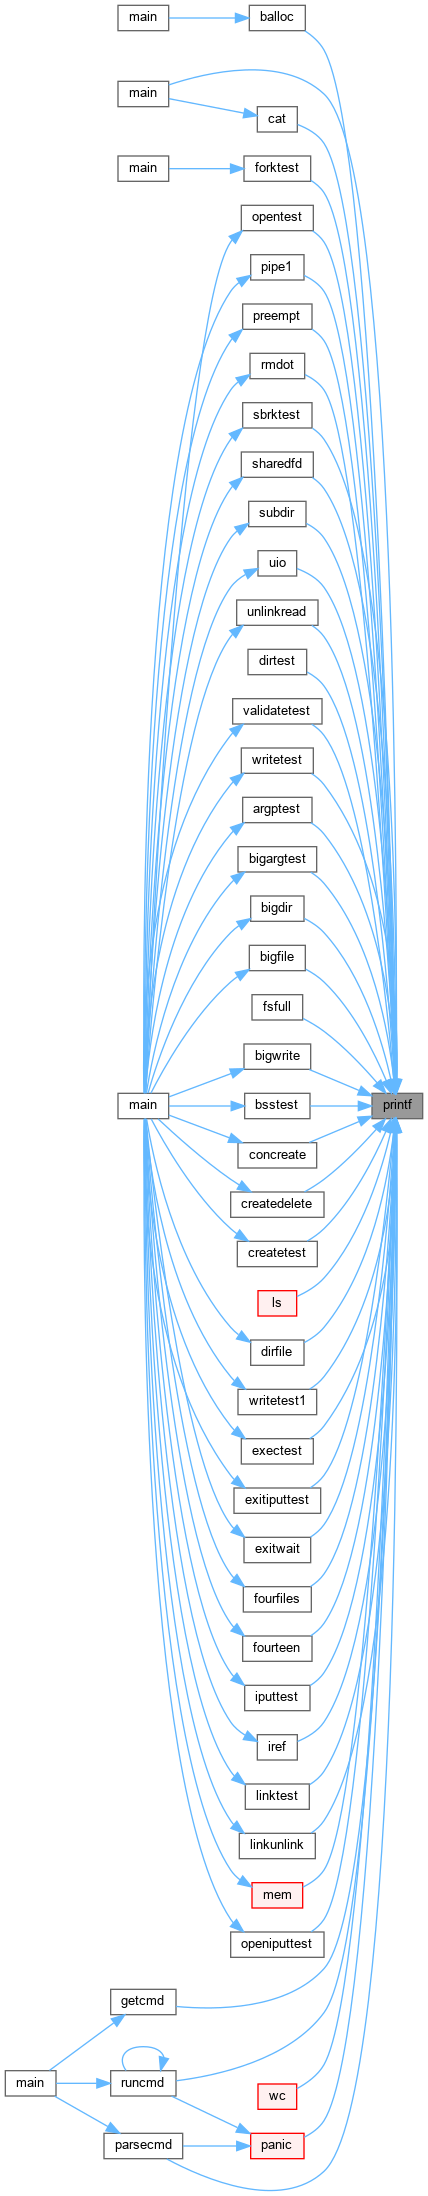 main
balloc
main
cat
main
forktest
opentest
pipe1
preempt
rmdot
sbrktest
sharedfd
subdir
uio
unlinkread
dirtest
validatetest
writetest
argptest
bigargtest
bigdir
bigfile
fsfull
bigwrite
main
bsstest
printf
concreate
createdelete
createtest
ls
dirfile
writetest1
exectest
exitiputtest
exitwait
fourfiles
fourteen
iputtest
iref
linktest
linkunlink
mem
openiputtest
getcmd
main
runcmd
wc
parsecmd
panic